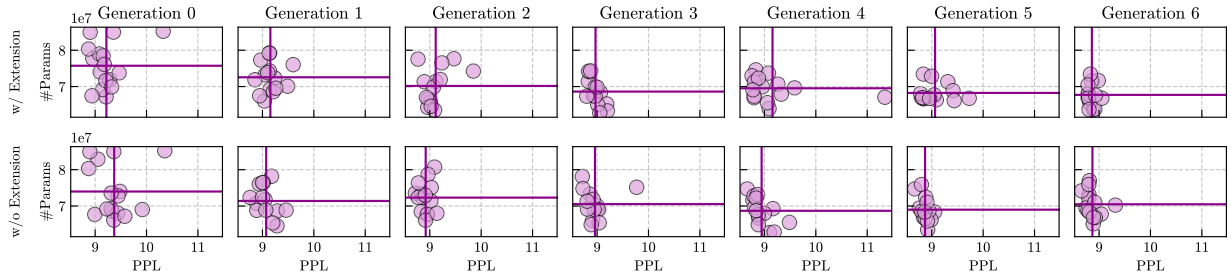 Generation 0 Generation 1 Generation 2 Generation 3 Generation 4 Generation 5 Generation 6
1e7
w/ Extension
#Params
8
7
1e7
w/o Extension
#Params
8
7
9 10 11 9 10 11 9 10 11 9 10 11 9 10 11 9 10 11 9 10 11
PPL PPL PPL PPL PPL PPL PPL